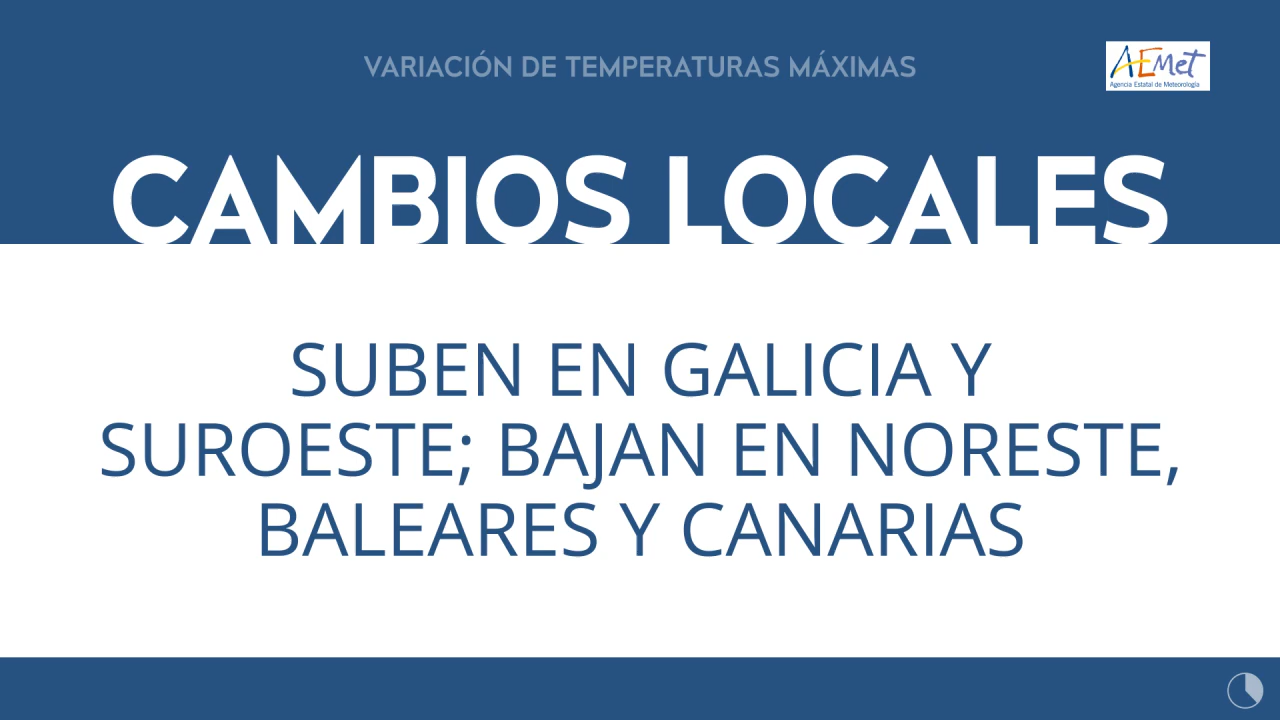 VARIACIÓN DE TEMPERATURAS MÁXIMAS
AEMet
Agencia Estatal de Meteorología
CAMBIOS LOCALES
SUBEN EN GALICIA Y
SUROESTE; BAJAN EN NORESTE,
BALEARES Y CANARIAS